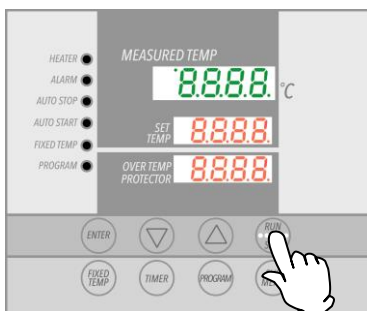 HEATER
ALARM
AUTO STOP
AUTO START
FIXED TEMP
PROGRAM
MEASURED TEMP
8.8.8.8. °C
SET
TEMP 8.8.8.8.
OVER TEMP
PROTECTOR 8.8.8.8.
ENTER
RUN
FIXED
TEMP
TIMER
PROGRAM